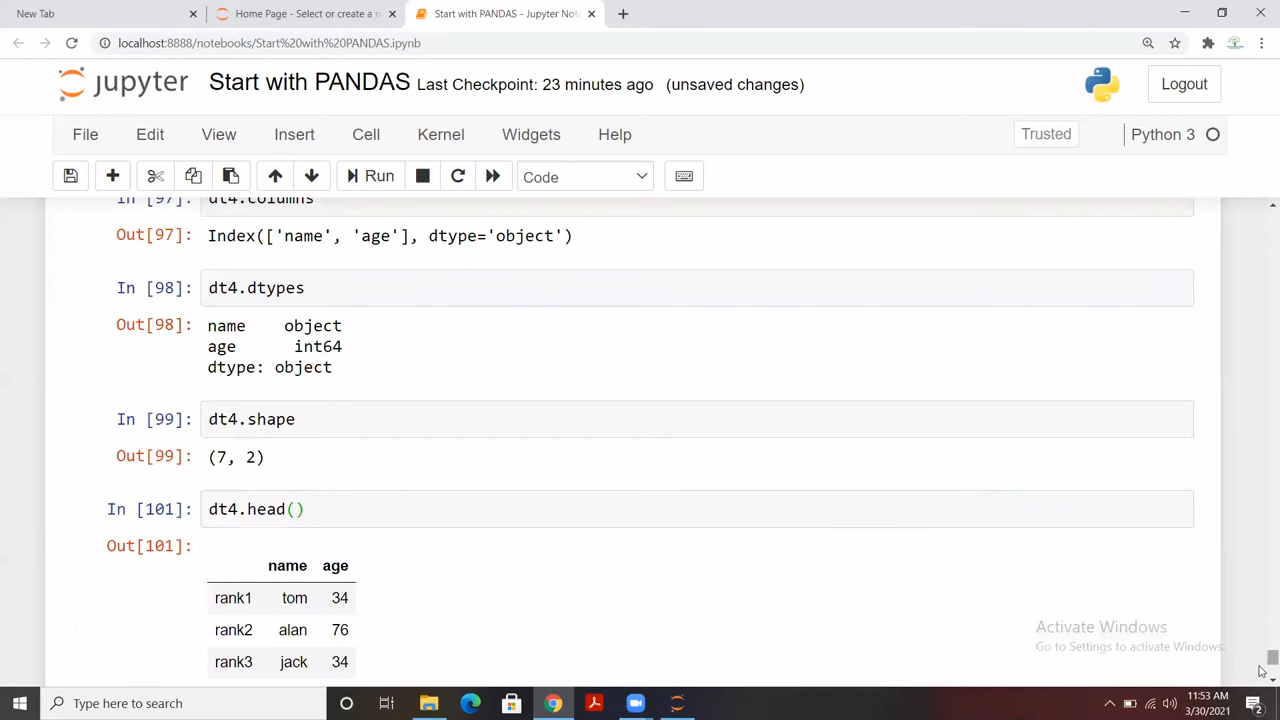 New Tab
Home Page - Select or create a n
Start with PANDAS - Jupyter Not
localhost:8888/notebooks/Start%20with%20PANDAS.ipynb
jupyter Start with PANDAS Last Checkpoint: 23 minutes ago (unsaved changes) Logout
File Edit View Insert Cell Kernel Widgets Help Trusted Python 3
Run Code
In [97]: dt4.columns
Out[97]: Index(['name', 'age'], dtype='object')
In [98]: dt4.dtypes
Out[98]: name object
age int64
dtype: object
In [99]: dt4.shape
Out[99]: (7, 2)
In [101]: dt4.head()
Out[101]:
name age
rank1 tom 34
rank2 alan 76
rank3 jack 34
Activate Windows
Go to Settings to activate Windows.
Type here to search
11:53 AM
3/30/2021
2